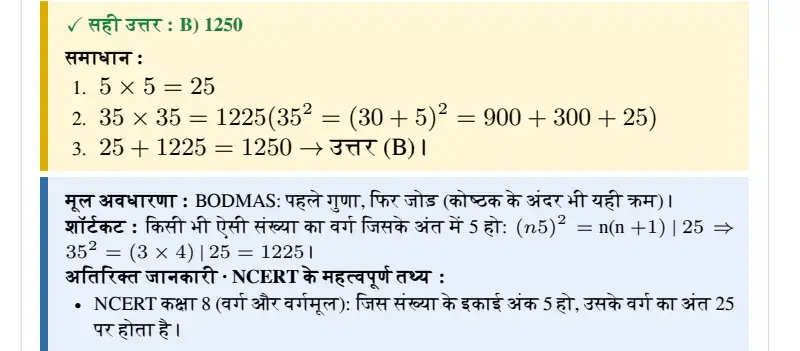 ✓ सही उत्तर : B) 1250
समाधान :
1. 5 × 5 = 25
2. 35 × 35 = 1225(35² = (30 + 5)² = 900 + 300 + 25)
3. 25 + 1225 = 1250 → उत्तर (B)।
मूल अवधारणा : BODMAS: पहले गुणा, फिर जोड (कोष्टक के अंदर भी यही क्रम)।
शॉर्टकट : किसी भी ऐसी संख्या का वर्ग जिसके अंत में 5 हो: (n5)² = n(n +1) | 25 ⇒
35² = (3 × 4) | 25 = 1225।
अतिरिक्त जानकारी · NCERT के महत्वपूर्ण तथ्य :
• NCERT कक्षा 8 (वर्ग और वर्गमूल): जिस संख्या के इकाई अंक 5 हो, उसके वर्ग का अंत 25
पर होता है।